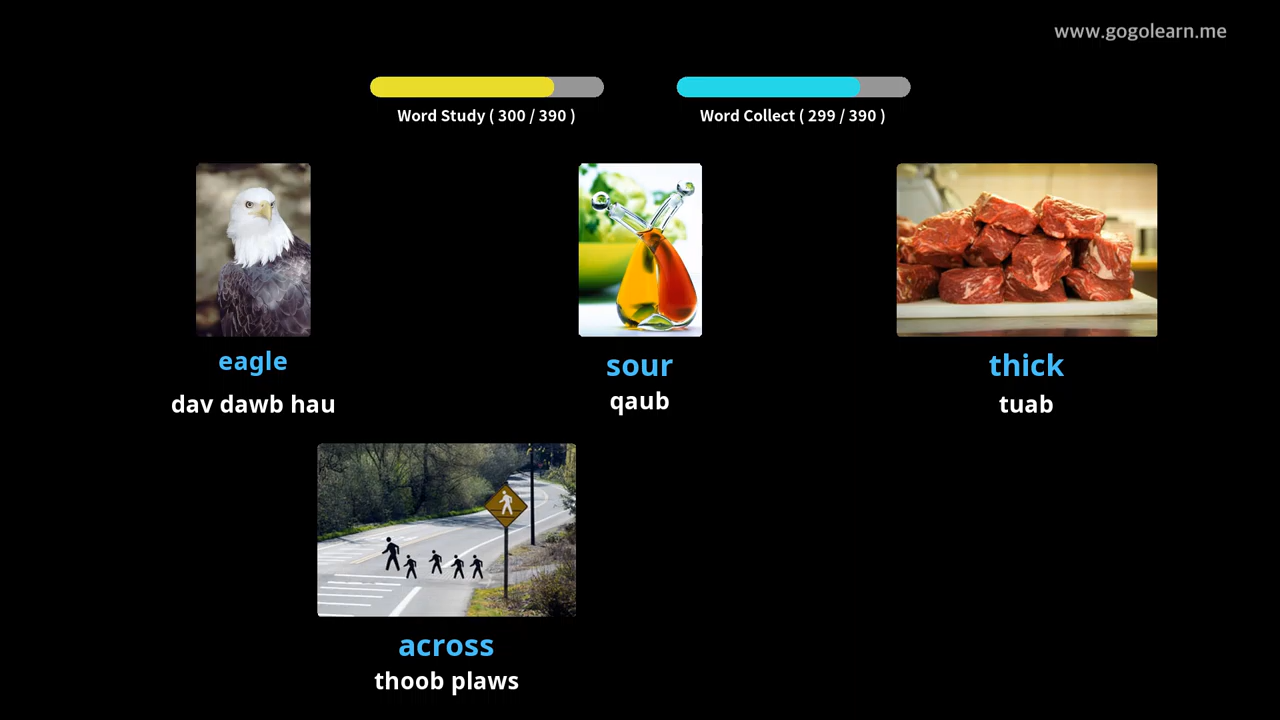 www.gogolearn.me
Word Study ( 300 / 390 )
Word Collect ( 299 / 390 )
eagle
dav dawb hau
sour
qaub
thick
tuab
across
thoob plaws